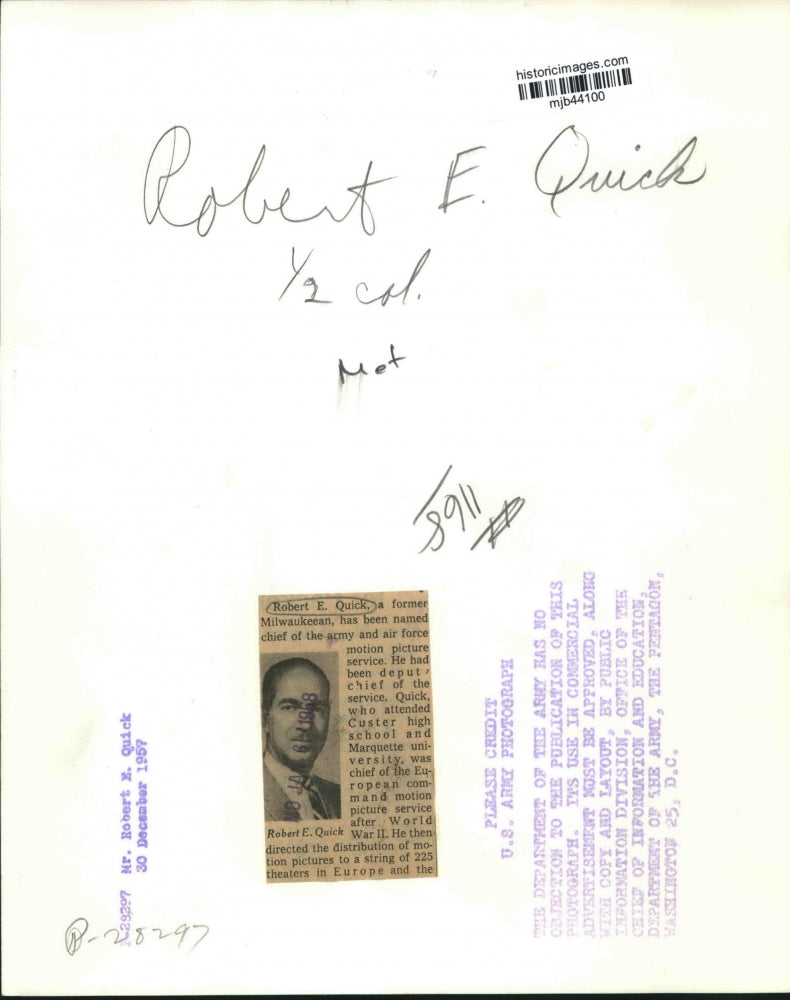 historicimages.com
mjb44100
Robert E. Quick
1/2 col.
Met
Robert E. Quick, a former
Milwaukeean, has been named
chief of the army and air force
motion picture
service. He had
been deputy
chief of the
service. Quick,
who attended
Custer high
school and
Marquette uni-
versity, was
chief of the Eu-
ropean com-
mand motion
picture service
after World
War II. He then
directed the distribution of mo-
tion pictures to a string of 225
theaters in Europe and the
Robert E. Quick
PLEASE CREDIT
U.S. ARMY PHOTOGRAPH
THE DEPARTMENT OF THE ARMY HAS NO
OBJECTION TO THE PUBLICATION OF THIS
PHOTOGRAPH. ITS USE IN COMMERCIAL
ADVERTISEMENT MUST BE APPROVED, ALONG
WITH COPY AND LAYOUT, BY PUBLIC
INFORMATION DIVISION, OFFICE OF THE
CHIEF OF INFORMATION AND EDUCATION,
DEPARTMENT OF THE ARMY, THE PENTAGON,
WASHINGTON 25, D.C.
P-28297 Mr. Robert E. Quick
30 December 1957
P-28297